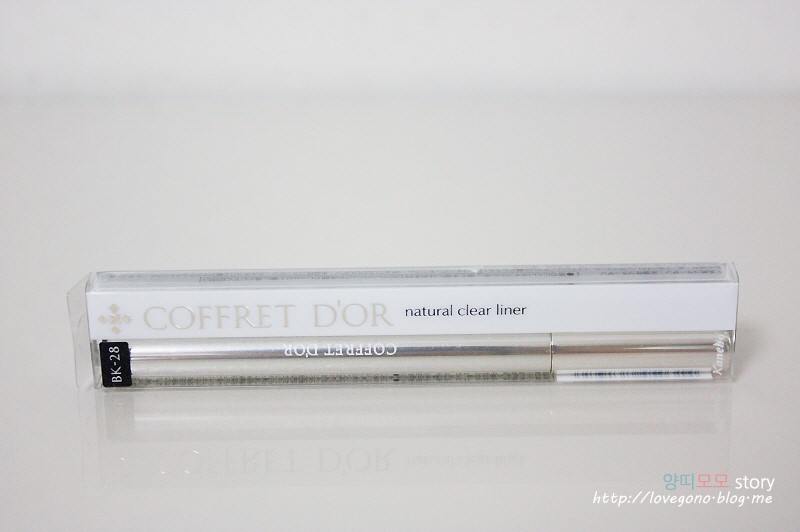 COFFRET D'OR natural clear liner
BK-28
COFFRET D'OR
Kanebo
양띠모모 story
http://lovegono.blog.me